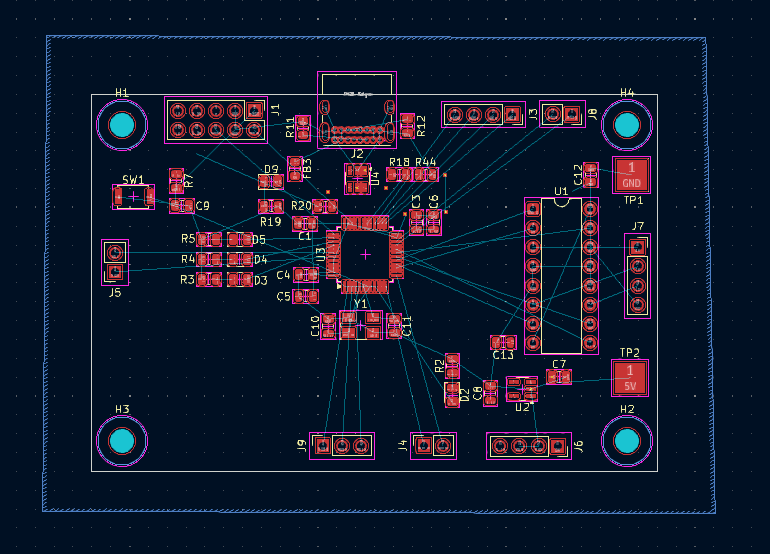 H1
H4
J1
R11
R12
J3
J8
J2
FB3
U4
R18
R44
C12
1
GND
TP1
SW1
R7
C9
D9
R19
R20
C1
C3
C6
U1
J7
R5
D5
R4
D4
R3
D3
U3
C4
C5
J5
Y1
C10
C11
C13
R2
D2
C8
U2
C7
TP2
1
5V
H3
H2
J9
J4
J6